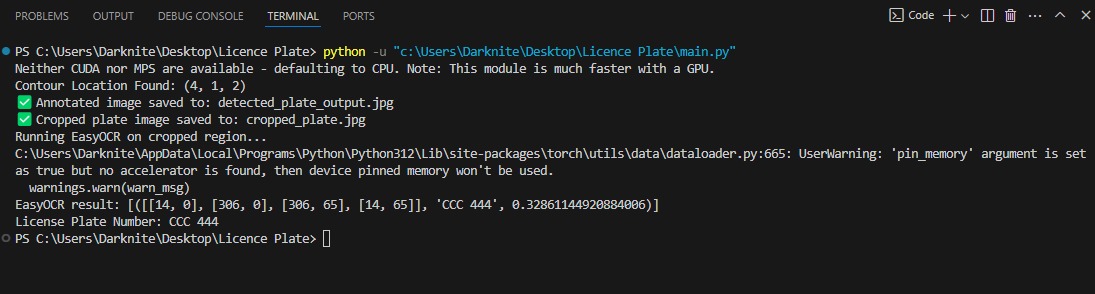 PROBLEMS OUTPUT DEBUG CONSOLE TERMINAL PORTS Code
PS C:\Users\Darknite\Desktop\Licence Plate> python -u "c:\Users\Darknite\Desktop\Licence Plate\main.py"
Neither CUDA nor MPS are available - defaulting to CPU. Note: This module is much faster with a GPU.
Contour Location Found: (4, 1, 2)
✅ Annotated image saved to: detected_plate_output.jpg
✅ Cropped plate image saved to: cropped_plate.jpg
Running EasyOCR on cropped region...
C:\Users\Darknite\AppData\Local\Programs\Python\Python312\Lib\site-packages\torch\utils\data\dataloader.py:665: UserWarning: 'pin_memory' argument is set
as true but no accelerator is found, then device pinned memory won't be used.
  warnings.warn(warn_msg)
EasyOCR result: [([[14, 0], [306, 0], [306, 65], [14, 65]], 'CCC 444', 0.32861144920884006)]
License Plate Number: CCC 444
PS C:\Users\Darknite\Desktop\Licence Plate>